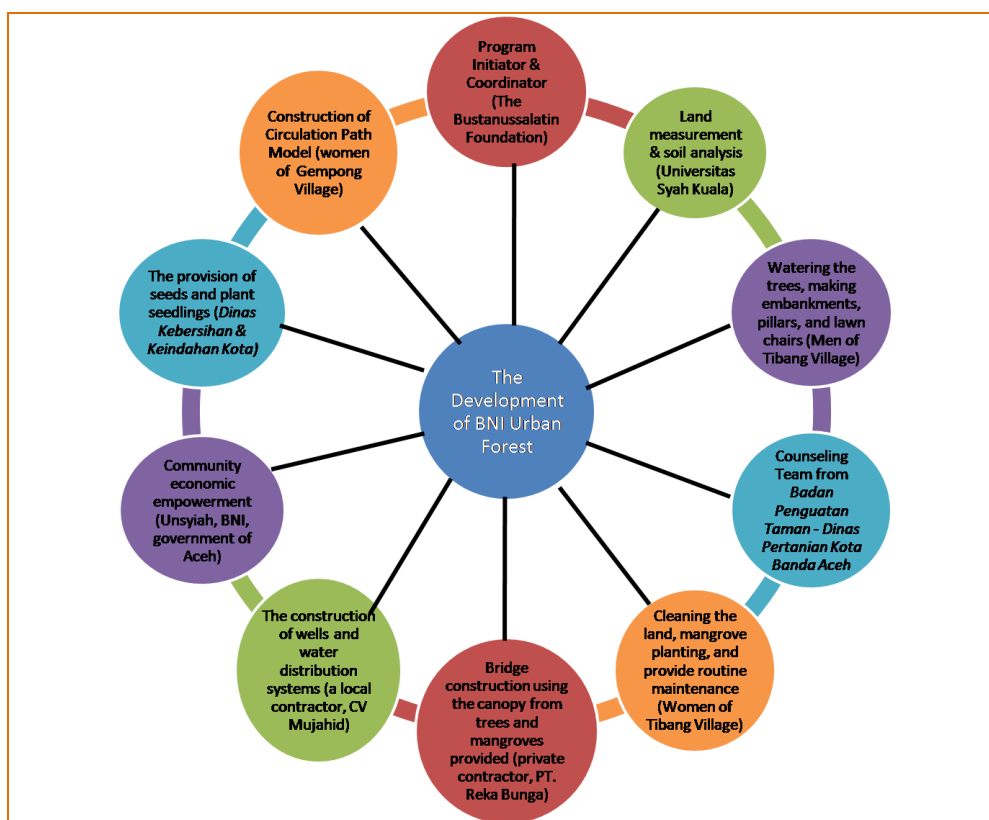 Program
Initiator &
Coordinator
(The
Bustanussalatin
Foundation)
Land
measurement
& soil analysis
(Universitas
Syah Kuala)
Watering the
trees, making
embankments,
pillars, and lawn
chairs (Men of
Tibang Village)
Counseling
Team from
Badan
Penguatan
Taman - Dinas
Pertanian Kota
Banda Aceh
Cleaning the
land, mangrove
planting, and
provide routine
maintenance
(Women of
Tibang Village)
Bridge
construction using
the canopy from
trees and
mangroves
provided (private
contractor, PT.
Reka Bunga)
The construction
of wells and
water
distribution
systems (a local
contractor, CV
Mujahid)
Community
economic
empowerment
(Unsyiah, BNI,
government of
Aceh)
The provision of
seeds and plant
seedlings (Dinas
Kebersihan &
Keindahan Kota)
Construction of
Circulation Path
Model (women
of Gempong
Village)
The
Development
of BNI Urban
Forest